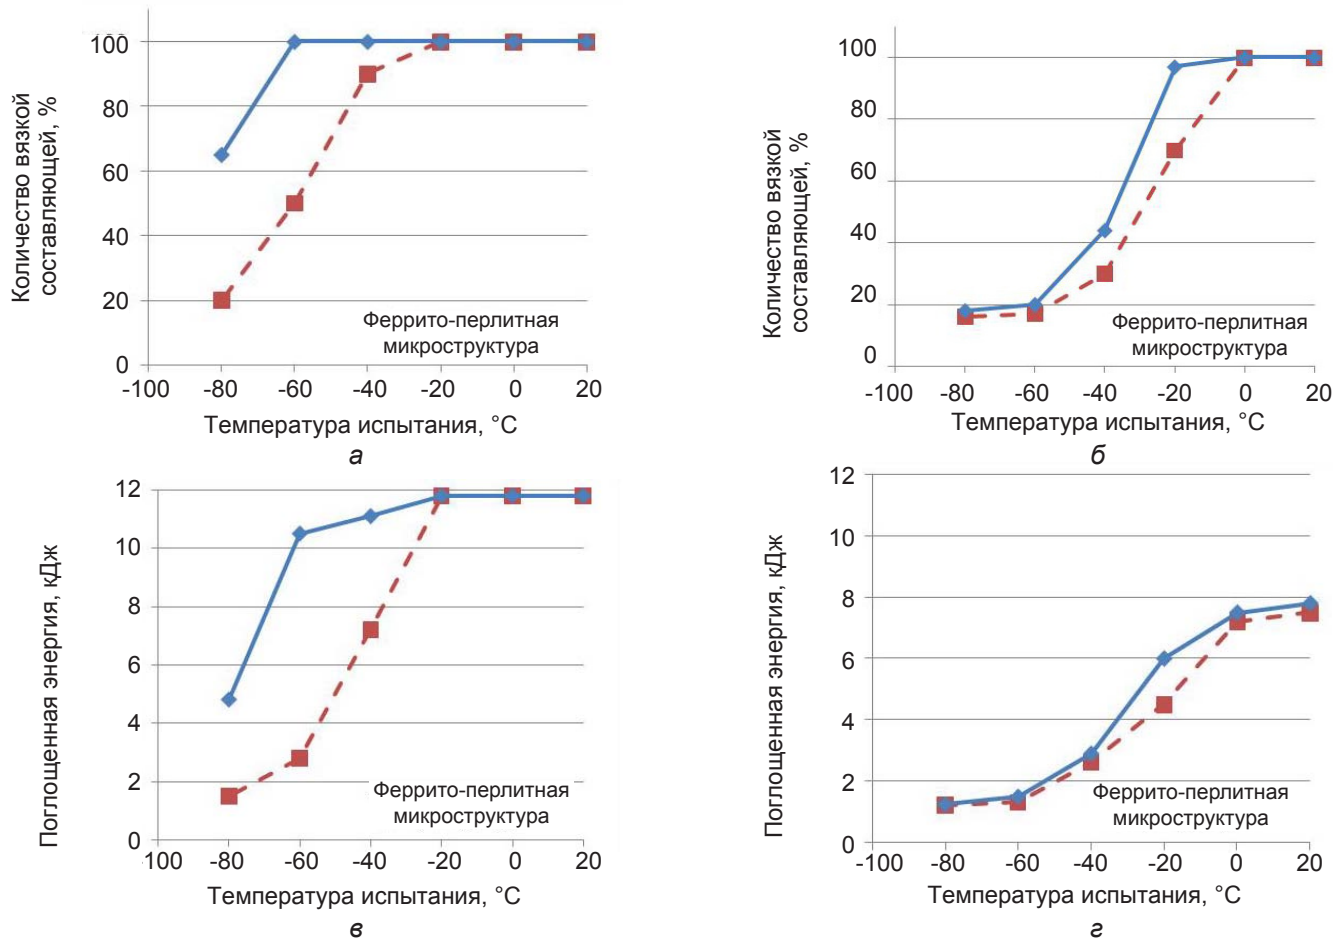 Количество вязкой
составляющей, %
100
80
60
40
20
0
Феррито-перлитная
микроструктура
-100 -80 -60 -40 -20 0 20
Температура испытания, °С
а
Количество вязкой
составляющей, %
100
80
60
40
20
0
Феррито-перлитная
микроструктура
-100 -80 -60 -40 -20 0 20
Температура испытания, °С
б
Поглощенная энергия, кДж
12
10
8
6
4
2
0
Феррито-перлитная
микроструктура
-100 -80 -60 -40 -20 0 20
Температура испытания, °С
в
Поглощенная энергия, кДж
12
10
8
6
4
2
0
Феррито-перлитная
микроструктура
-100 -80 -60 -40 -20 0 20
Температура испытания, °С
г